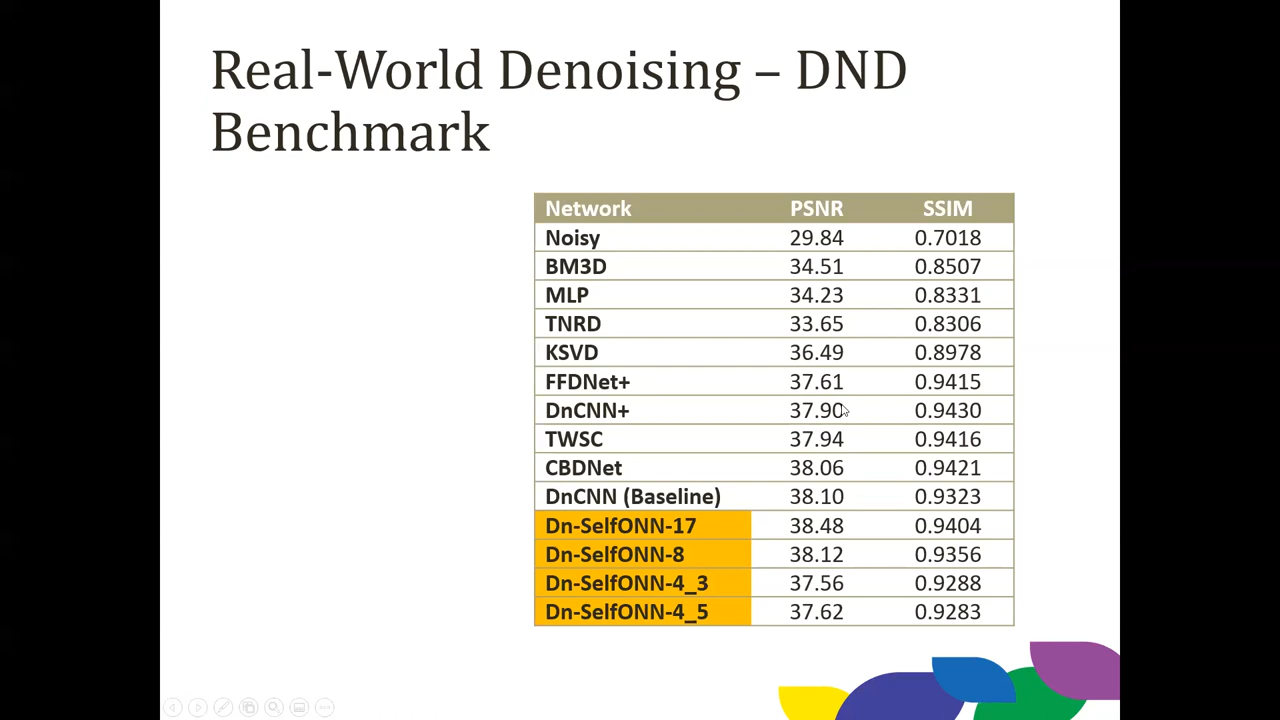 Real-World Denoising – DND
Benchmark
Network PSNR SSIM
Noisy 29.84 0.7018
BM3D 34.51 0.8507
MLP 34.23 0.8331
TNRD 33.65 0.8306
KSVD 36.49 0.8978
FFDNet+ 37.61 0.9415
DnCNN+ 37.90 0.9430
TWSC 37.94 0.9416
CBDNet 38.06 0.9421
DnCNN (Baseline) 38.10 0.9323
Dn-SelfONN-17 38.48 0.9404
Dn-SelfONN-8 38.12 0.9356
Dn-SelfONN-4_3 37.56 0.9288
Dn-SelfONN-4_5 37.62 0.9283